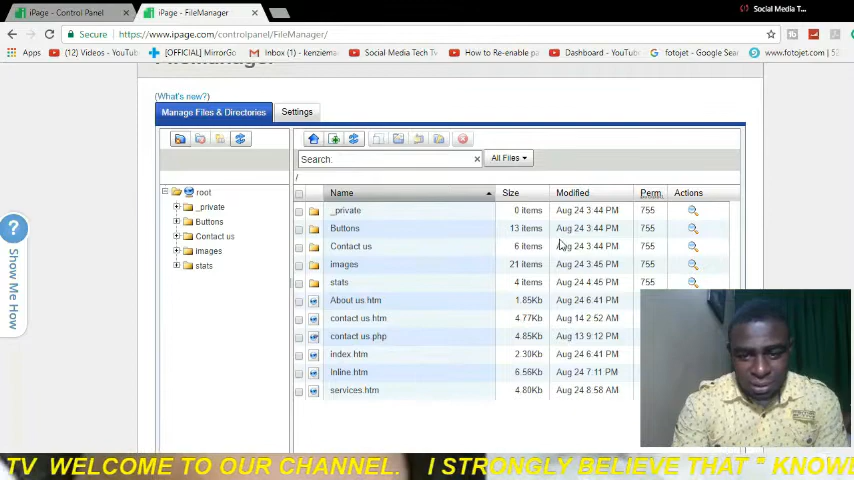 iPage - Control Panel
iPage - FileManager
Social Media T...
Secure
https://www.ipage.com/controlpanel/FileManager/
Apps
(12) Videos - YouTub
[OFFICIAL] MirrorGo
Inbox (1) - kenziema
Social Media Tech Tv
How to Re-enable p
Dashboard - YouTub
fotojet - Google Sear
www.fotojet.com
FileManager
(What's new?)
Manage Files & Directories
Settings
Search:
All Files
/
Name Size Modified Perm. Actions
root
_private
Buttons
Contact us
images
stats
_private 0 items Aug 24 3:44 PM 755
Buttons 13 items Aug 24 3:44 PM 755
Contact us 6 items Aug 24 3:44 PM 755
images 21 items Aug 24 3:45 PM 755
stats 4 items Aug 24 4:45 PM 755
About us.htm 1.85Kb Aug 24 6:41 PM
contact us.htm 4.77Kb Aug 14 2:52 AM
contact us.php 4.85Kb Aug 13 9:12 PM
index.htm 2.30Kb Aug 24 6:41 PM
Inline.htm 6.56Kb Aug 24 7:11 PM
services.htm 4.80Kb Aug 24 8:58 AM
? Show Me How
TV WELCOME TO OUR CHANNEL. I STRONGLY BELIEVE THAT " KNOWE